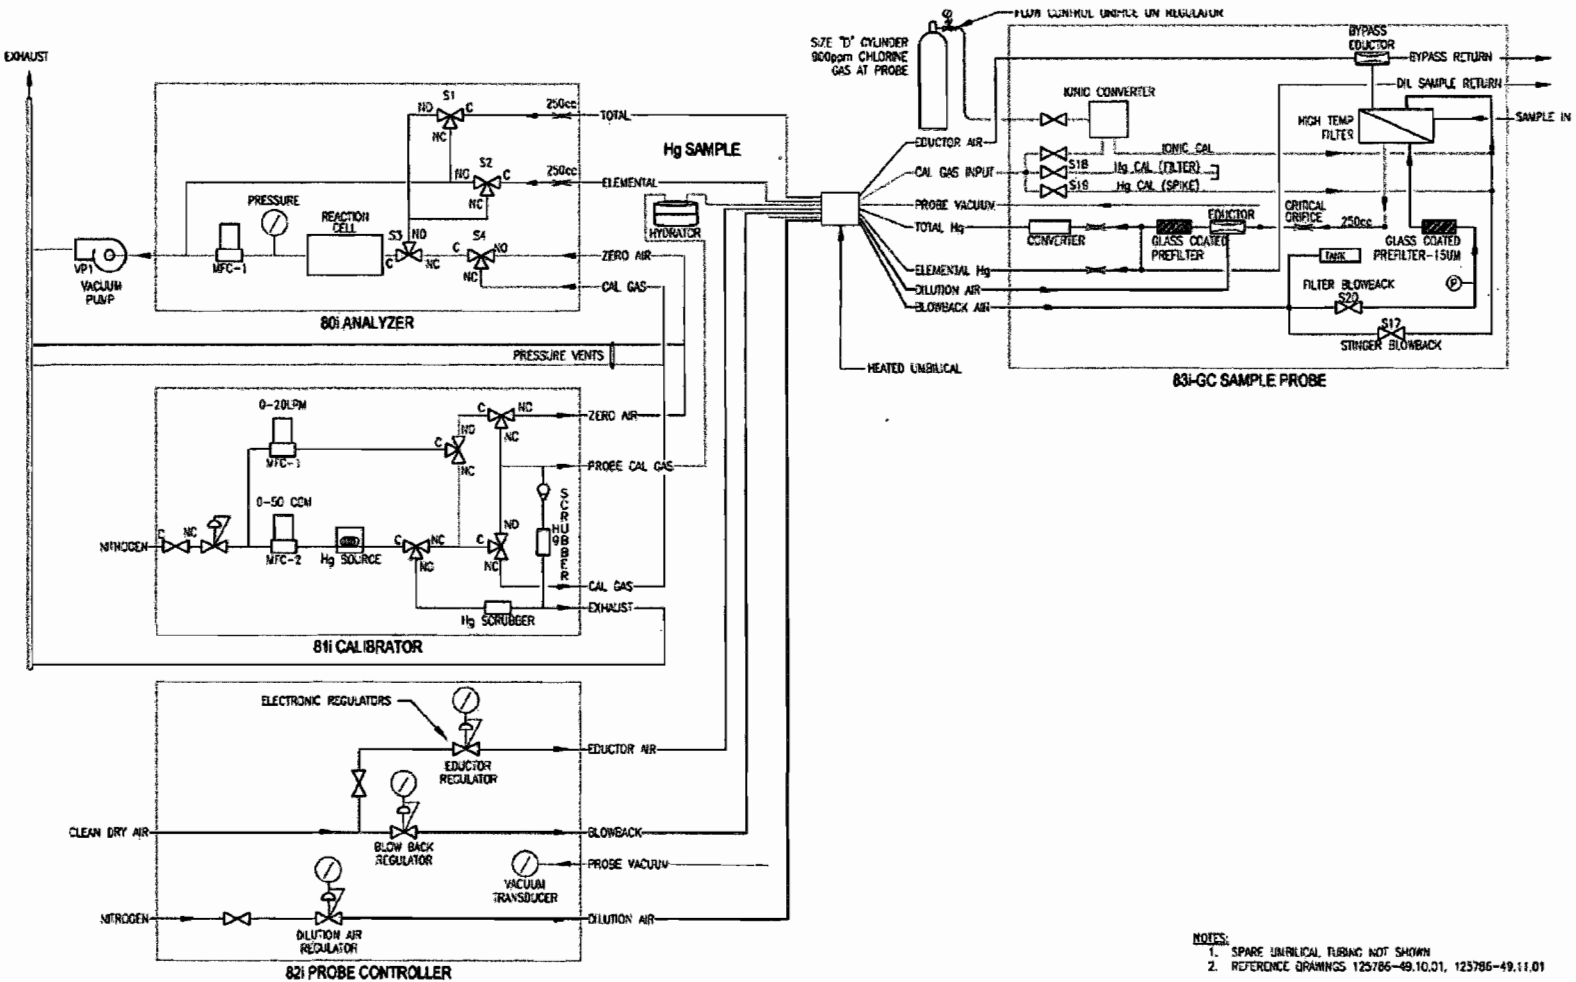 EXHAUST
S1
NO
C
NC
250cc
TOTAL
S2
NO
C
NC
250cc
ELEMENTAL
PRESSURE
REACTION
CELL
S3
NO
C
NC
S4
C
NO
NC
ZERO AIR
CAL GAS
VP1
VACUUM
PUMP
MFC-1
80i ANALYZER
Hg SAMPLE
HYDRATOR
PRESSURE VENTS
0-20LPM
MFC-1
C
NO
NC
C
NO
NC
ZERO AIR
PROBE CAL GAS
0-50 CCM
NITROGEN
C
NC
MFC-2
Hg SOURCE
C
NC
NO
C
NO
NC
Hg
SCRUBBER
CAL GAS
EXHAUST
Hg SCRUBBER
81i CALIBRATOR
ELECTRONIC REGULATORS
EDUCTOR
REGULATOR
EDUCTOR AIR
CLEAN DRY AIR
BLOW BACK
REGULATOR
BLOWBACK
PROBE VACUUM
VACUUM
TRANSDUCER
NITROGEN
DILUTION AIR
REGULATOR
DILUTION AIR
82i PROBE CONTROLLER
FLOW CONTROL ORIFICE ON REGULATOR
SIZE "D" CYLINDER
900ppm CHLORINE
GAS AT PROBE
BYPASS
EDUCTOR
BYPASS RETURN
DIL SAMPLE RETURN
IONIC CONVERTER
HIGH TEMP
FILTER
SAMPLE IN
EDUCTOR AIR
IONIC CAL
CAL GAS INPUT
S18
Hg CAL (FILTER)
S19
Hg CAL (SPIKE)
PROBE VACUUM
TOTAL Hg
CONVERTER
GLASS COATED
PREFILTER
EDUCTOR
CRITICAL
ORIFICE
250cc
GLASS COATED
PREFILTER-15UM
ELEMENTAL Hg
TANK
DILUTION AIR
FILTER BLOWBACK
P
BLOWBACK AIR
S20
S17
STINGER BLOWBACK
HEATED UMBILICAL
83i-GC SAMPLE PROBE
NOTES:
1. SPARE UMBILICAL TUBING NOT SHOWN
2. REFERENCE DRAWINGS 125786-49.10.01, 125786-49.11.01